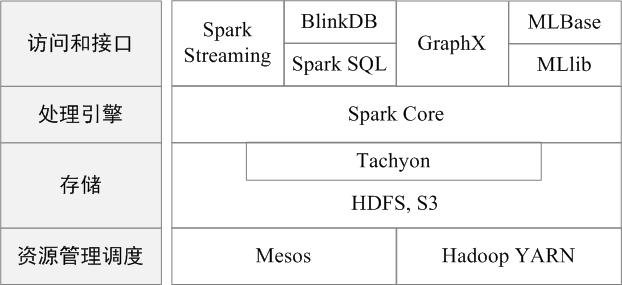 访问和接口
Spark
Streaming
BlinkDB
Spark SQL
GraphX
MLBase
MLlib
处理引擎
Spark Core
存储
Tachyon
HDFS, S3
资源管理调度
Mesos
Hadoop YARN